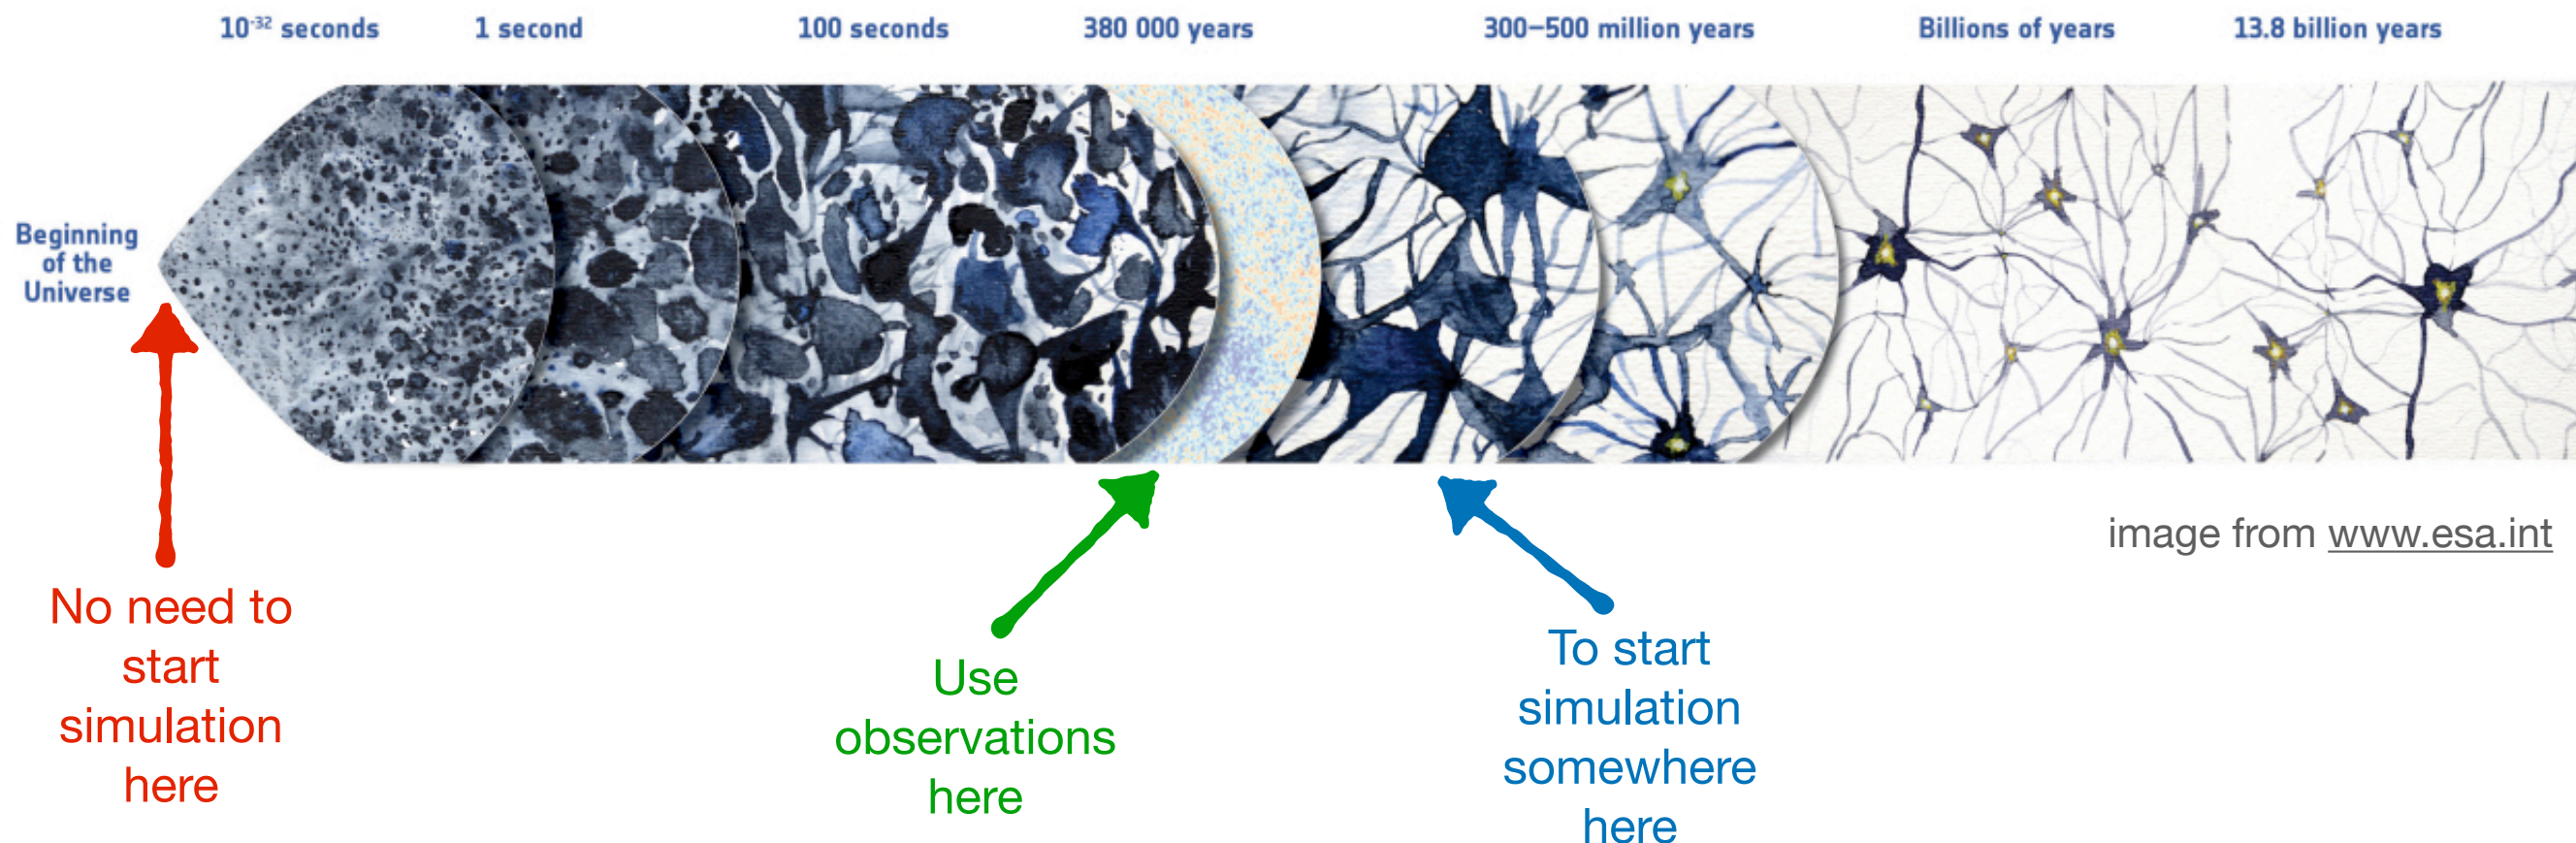 10⁻³² seconds
1 second
100 seconds
380 000 years
300–500 million years
Billions of years
13.8 billion years
Beginning
of the
Universe
image from www.esa.int
No need to
start
simulation
here
Use
observations
here
To start
simulation
somewhere
here